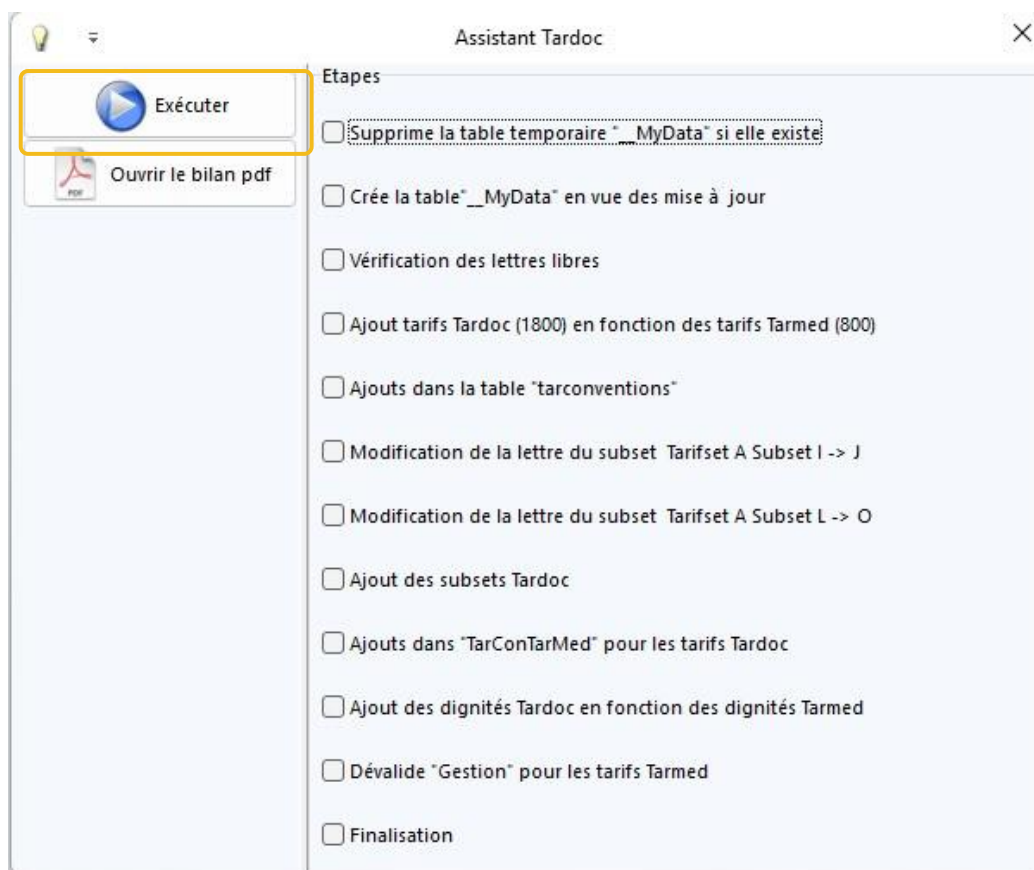 Assistant Tardoc
Exécuter
PDF
Ouvrir le bilan pdf
Etapes
Supprime la table temporaire "__MyData" si elle existe
Crée la table"__MyData" en vue des mise à jour
Vérification des lettres libres
Ajout tarifs Tardoc (1800) en fonction des tarifs Tarmed (800)
Ajouts dans la table "tarconventions"
Modification de la lettre du subset Tarifset A Subset I -> J
Modification de la lettre du subset Tarifset A Subset L -> O
Ajout des subsets Tardoc
Ajouts dans "TarConTarMed" pour les tarifs Tardoc
Ajout des dignités Tardoc en fonction des dignités Tarmed
Dévalide "Gestion" pour les tarifs Tarmed
Finalisation